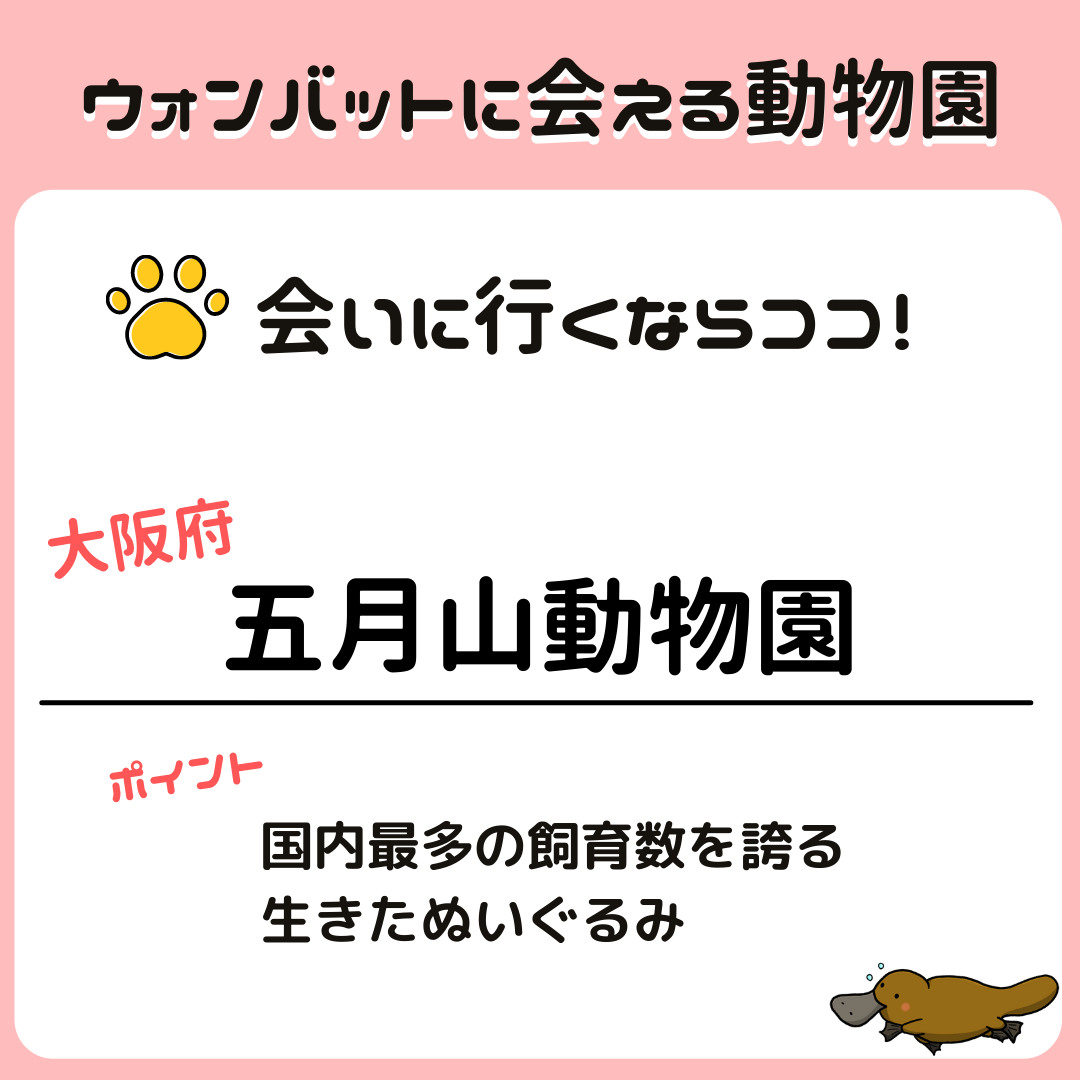 ウォンバットに会える動物園
会いに行くならココ!
大阪府
五月山動物園
ポイント
国内最多の飼育数を誇る
生きたぬいぐるみ